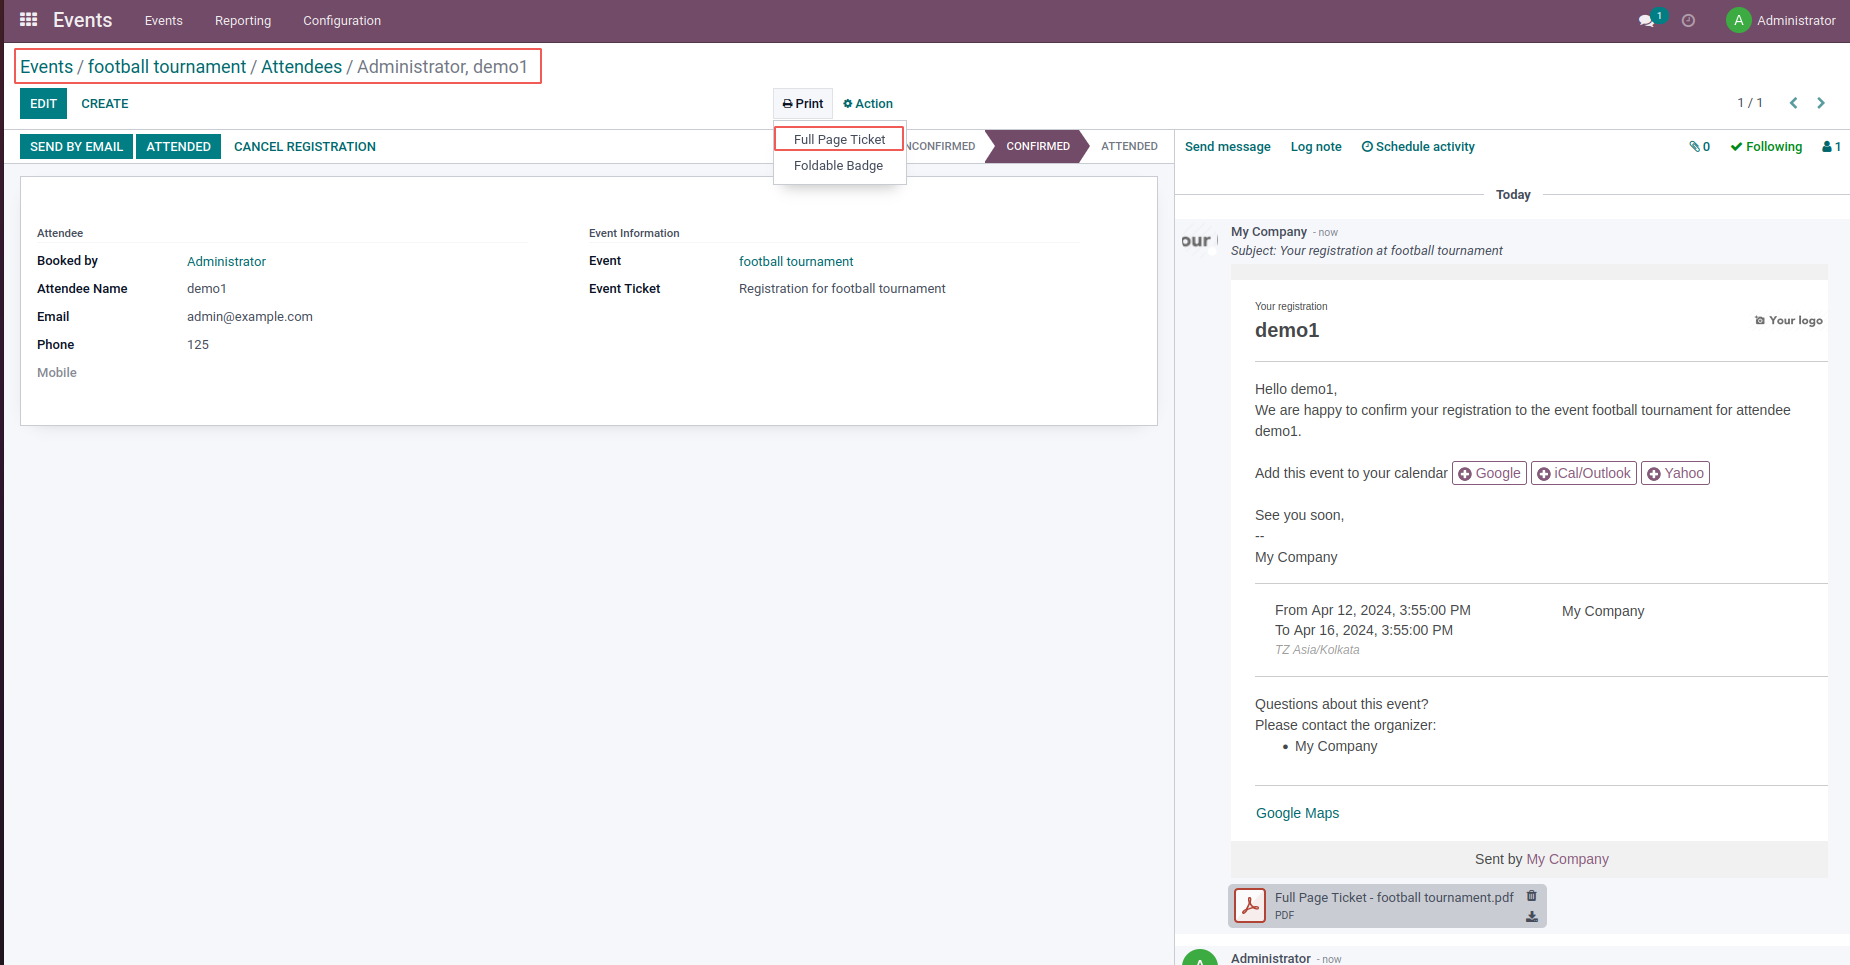 Events Events Reporting Configuration 1 A Administrator
Events / football tournament / Attendees / Administrator, demo1
EDIT CREATE Print Action 1 / 1
Full Page Ticket
Foldable Badge
SEND BY EMAIL ATTENDED CANCEL REGISTRATION NCONFIRMED CONFIRMED ATTENDED
Attendee
Booked by Administrator
Attendee Name demo1
Email admin@example.com
Phone 125
Mobile
Event Information
Event football tournament
Event Ticket Registration for football tournament
Send message Log note Schedule activity 0 Following 1
Today
our
My Company - now
Subject: Your registration at football tournament
Your registration
demo1
Your logo
Hello demo1,
We are happy to confirm your registration to the event football tournament for attendee
demo1.
Add this event to your calendar Google iCal/Outlook Yahoo
See you soon,
--
My Company
From Apr 12, 2024, 3:55:00 PM My Company
To Apr 16, 2024, 3:55:00 PM
TZ Asia/Kolkata
Questions about this event?
Please contact the organizer:
• My Company
Google Maps
Sent by My Company
Full Page Ticket - football tournament.pdf
PDF
A
Administrator - now